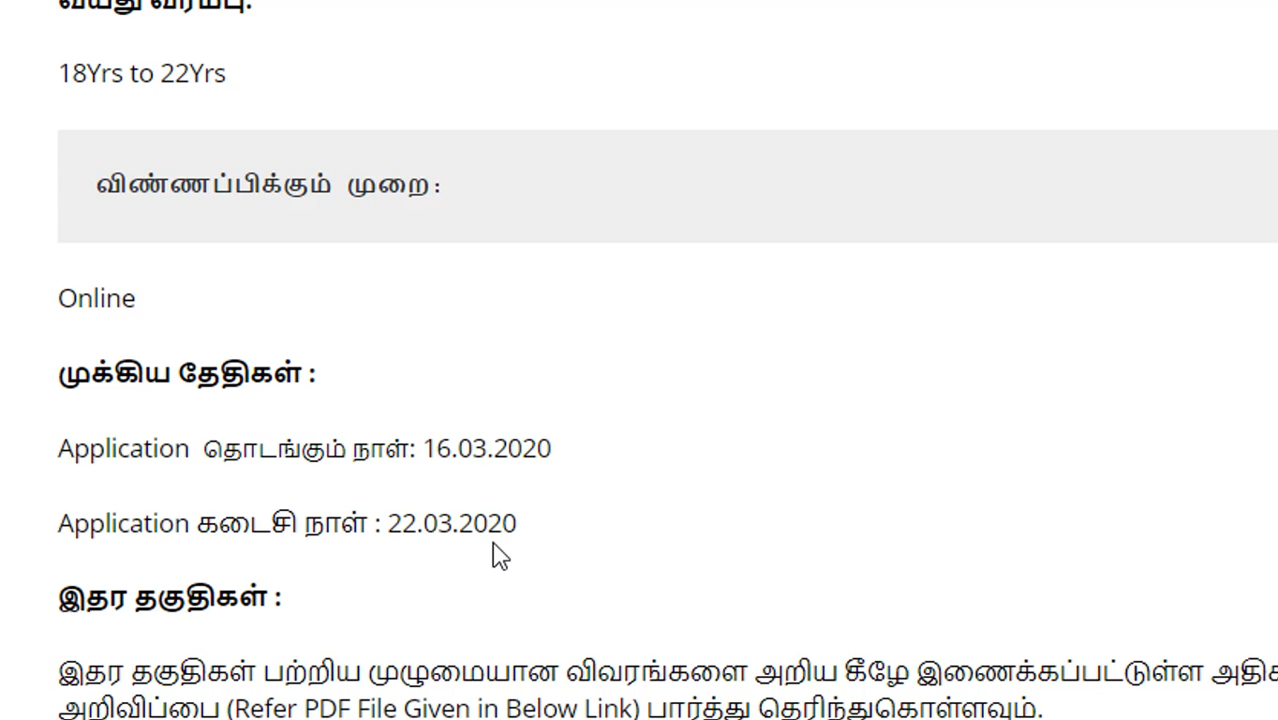 வயது வரம்பு:
18Yrs to 22Yrs
விண்ணப்பிக்கும் முறை:
Online
முக்கிய தேதிகள் :
Application தொடங்கும் நாள்: 16.03.2020
Application கடைசி நாள் : 22.03.2020
இதர தகுதிகள் :
இதர தகுதிகள் பற்றிய முழுமையான விவரங்களை அறிய கீழே இணைக்கப்பட்டுள்ள
அறிவிப்பை (Refer PDF File Given in Below Link) பார்த்து தெரிந்துகொள்ளவும்.